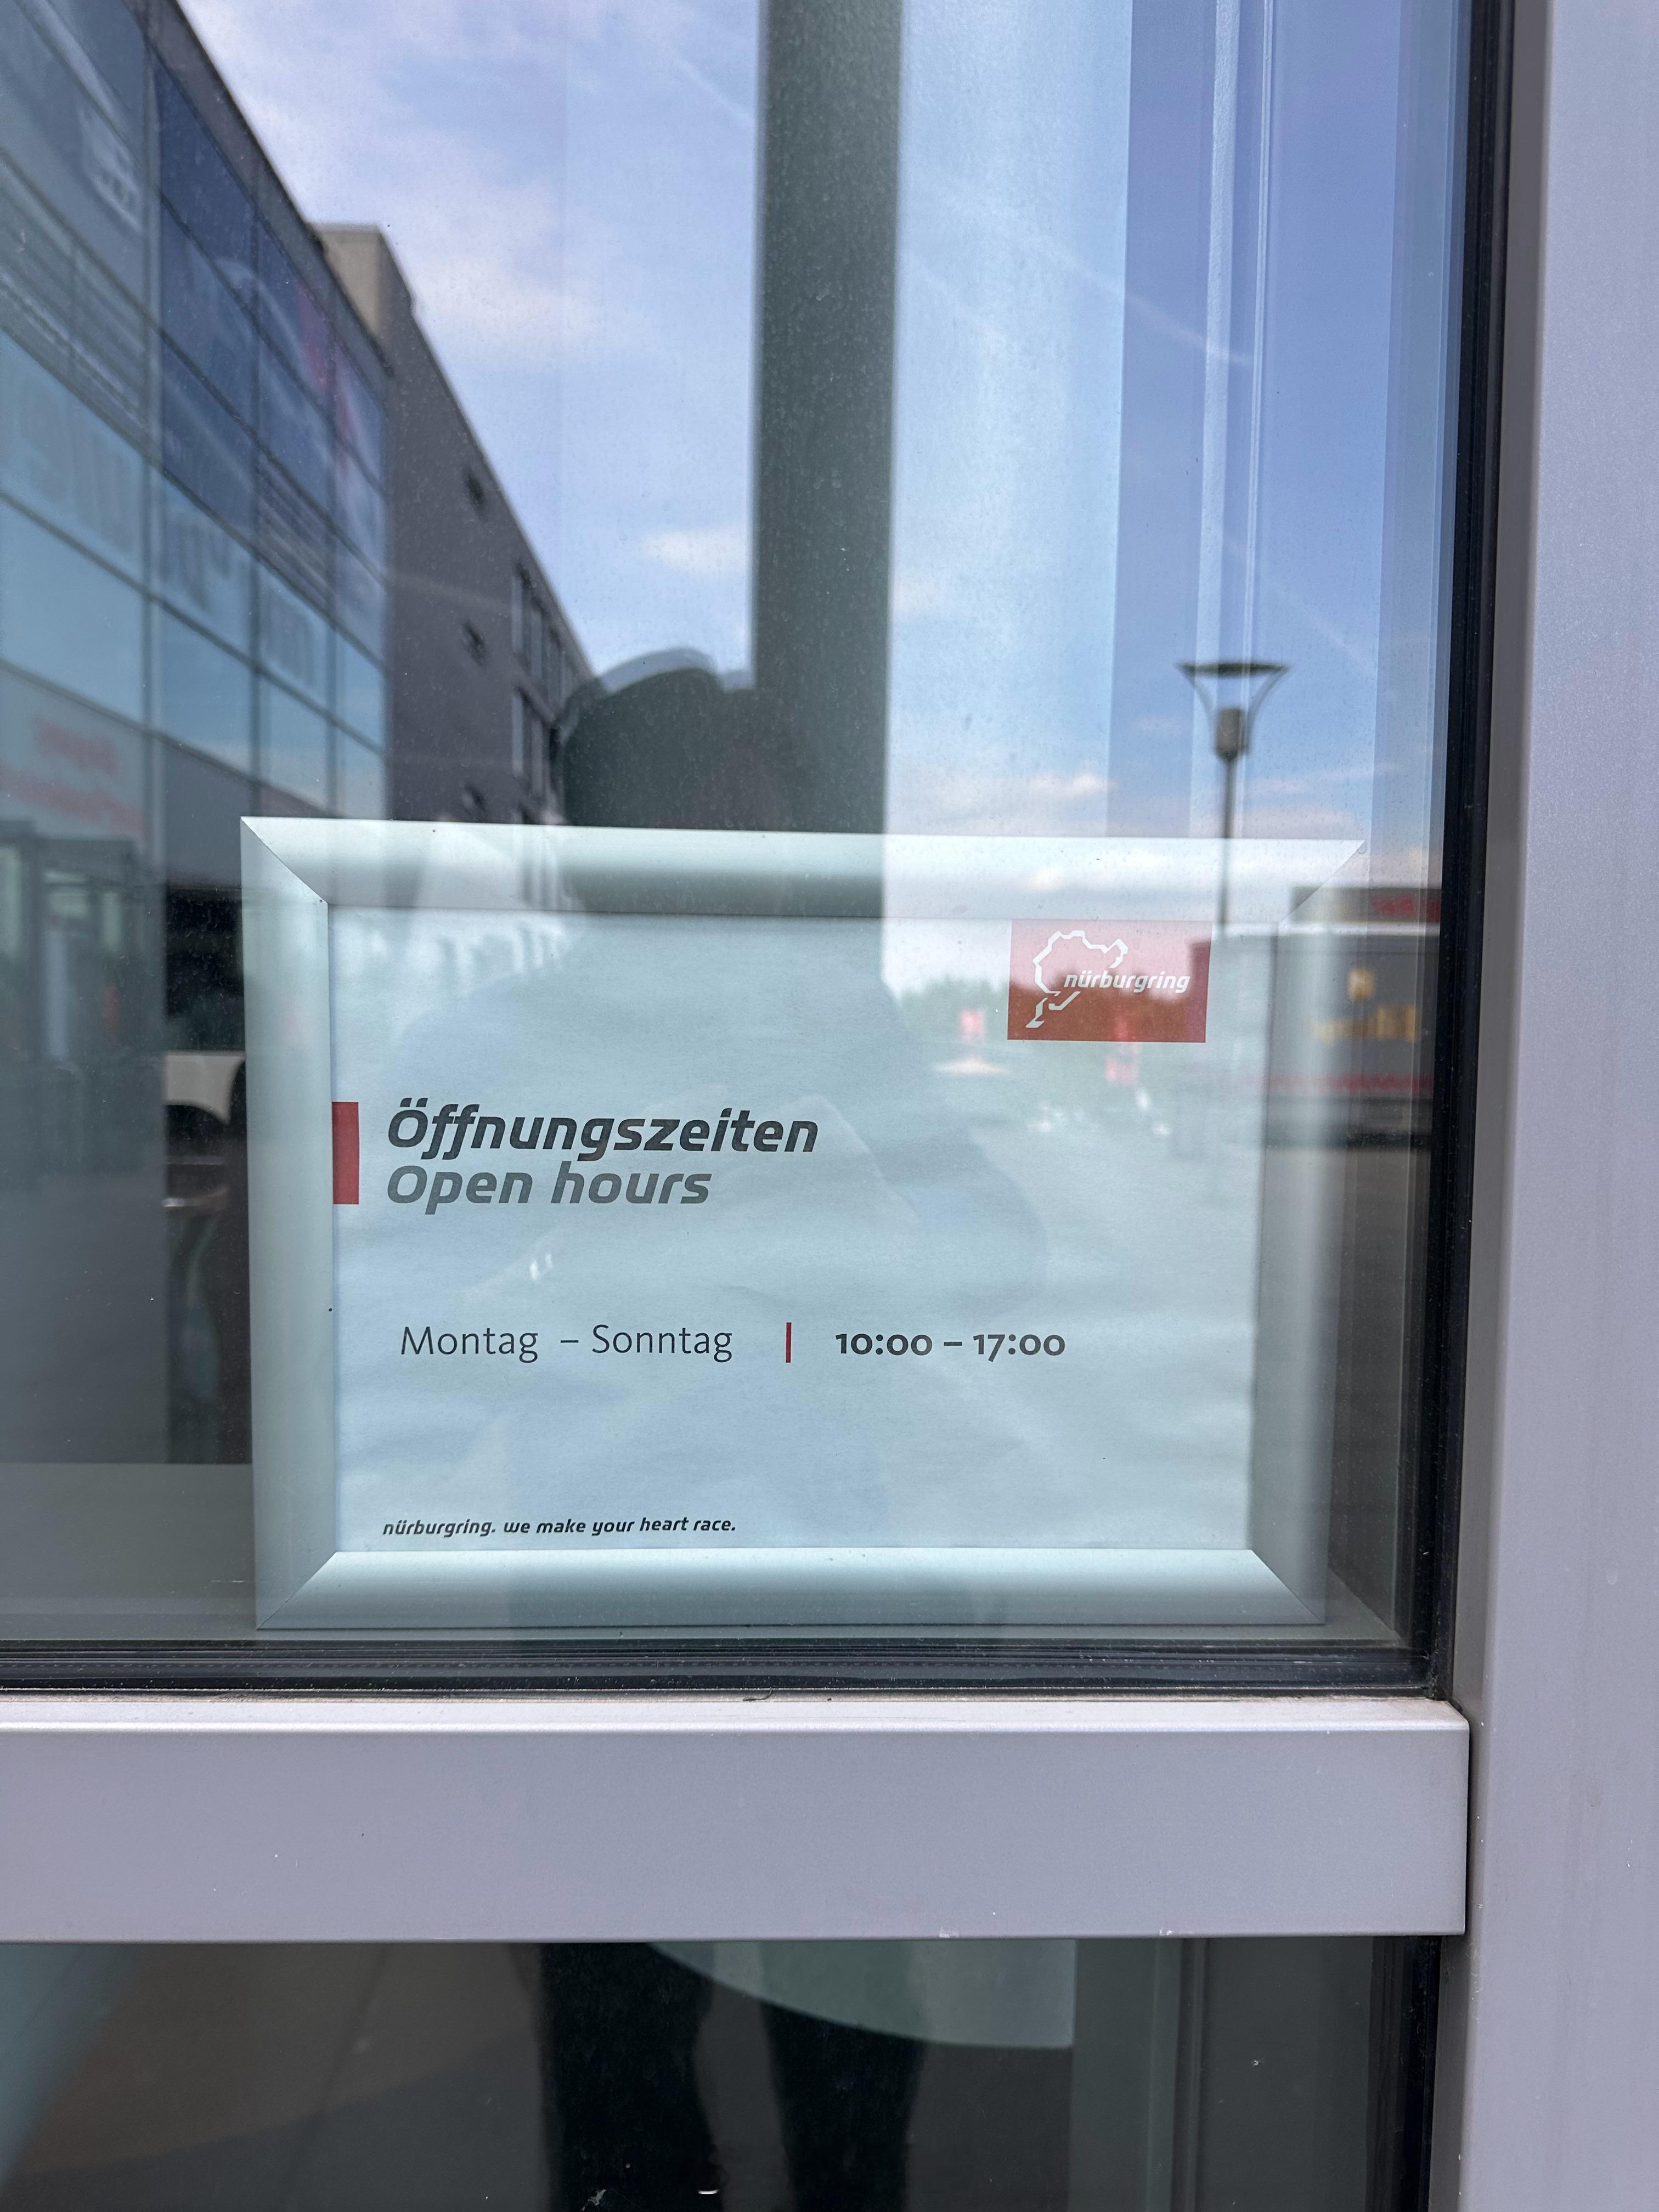 nürburgring
Öffnungszeiten
Open hours
Montag – Sonntag | 10:00 – 17:00
nürburgring. we make your heart race.